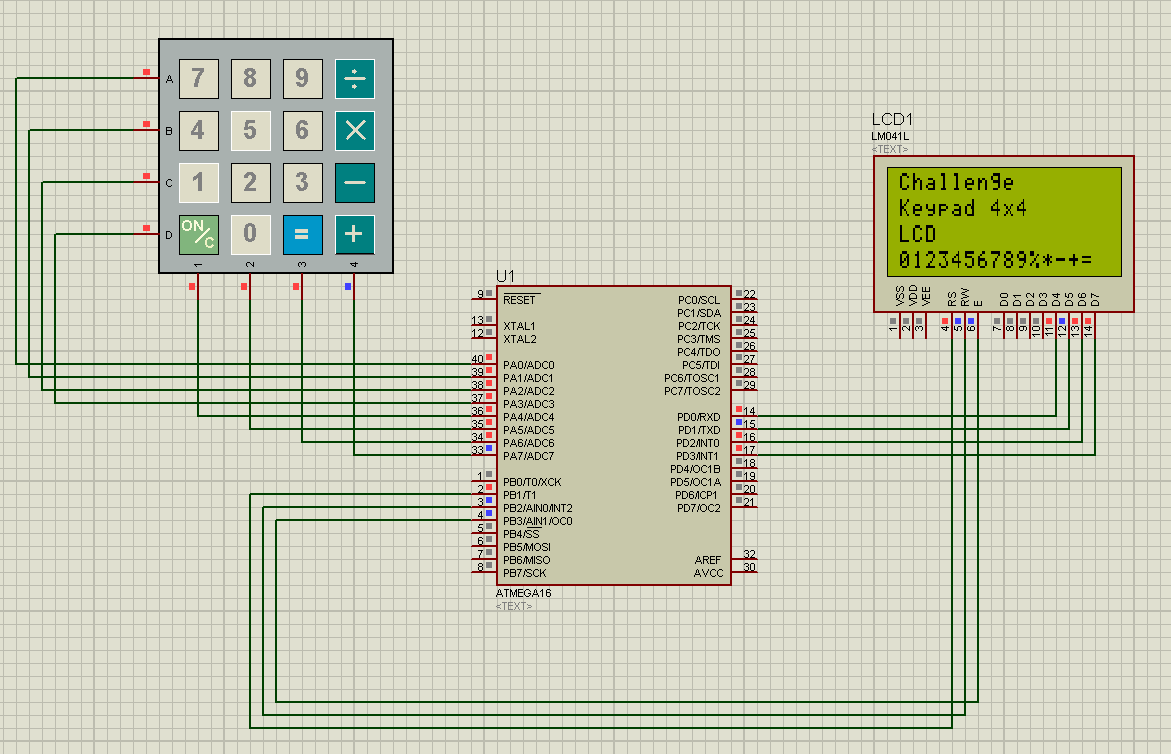 LCD1
LM041L
<TEXT>
Challenge
Keypad 4x4
LCD
0123456789%*-+=
VSS VDD VEE RS RW E D0 D1 D2 D3 D4 D5 D6 D7
1 2 3 4 5 6 7 8 9 10 11 12 13 14
A 7 8 9 ÷
B 4 5 6 ×
C 1 2 3 −
D ON/C 0 = +
1 2 3 4
U1
9 RESET PC0/SCL 22
PC1/SDA 23
13 XTAL1 PC2/TCK 24
12 XTAL2 PC3/TMS 25
PC4/TDO 26
40 PA0/ADC0 PC5/TDI 27
39 PA1/ADC1 PC6/TOSC1 28
38 PA2/ADC2 PC7/TOSC2 29
37 PA3/ADC3
36 PA4/ADC4 PD0/RXD 14
35 PA5/ADC5 PD1/TXD 15
34 PA6/ADC6 PD2/INT0 16
33 PA7/ADC7 PD3/INT1 17
PD4/OC1B 18
1 PB0/T0/XCK PD5/OC1A 19
2 PB1/T1 PD6/ICP1 20
3 PB2/AIN0/INT2 PD7/OC2 21
4 PB3/AIN1/OC0
5 PB4/SS
6 PB5/MOSI
7 PB6/MISO AREF 32
8 PB7/SCK AVCC 30
ATMEGA16
<TEXT>